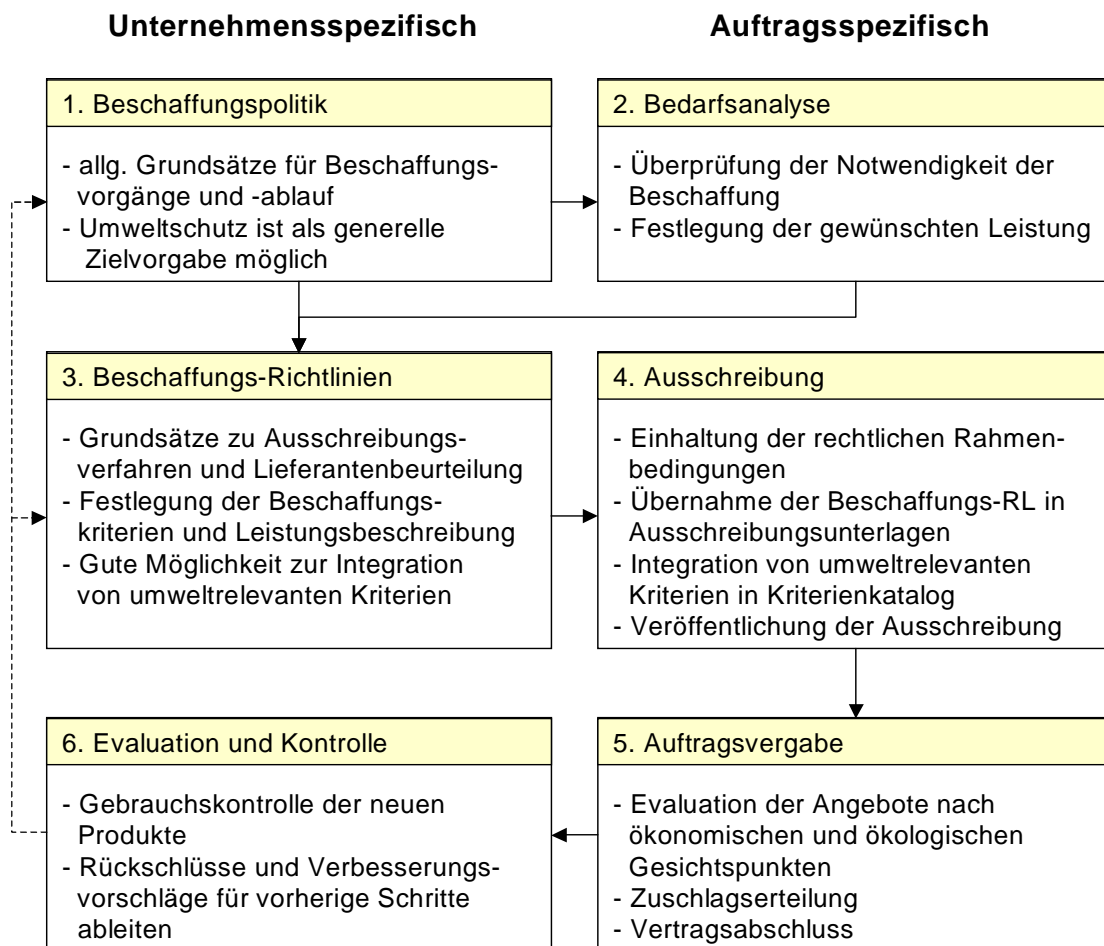 Unternehmensspezifisch
Auftragsspezifisch
1. Beschaffungspolitik
- allg. Grundsätze für Beschaffungs-
vorgänge und -ablauf
- Umweltschutz ist als generelle
Zielvorgabe möglich
2. Bedarfsanalyse
- Überprüfung der Notwendigkeit der
Beschaffung
- Festlegung der gewünschten Leistung
3. Beschaffungs-Richtlinien
- Grundsätze zu Ausschreibungs-
verfahren und Lieferantenbeurteilung
- Festlegung der Beschaffungs-
kriterien und Leistungsbeschreibung
- Gute Möglichkeit zur Integration
von umweltrelevanten Kriterien
4. Ausschreibung
- Einhaltung der rechtlichen Rahmen-
bedingungen
- Übernahme der Beschaffungs-RL in
Ausschreibungsunterlagen
- Integration von umweltrelevanten
Kriterien in Kriterienkatalog
- Veröffentlichung der Ausschreibung
6. Evaluation und Kontrolle
- Gebrauchskontrolle der neuen
Produkte
- Rückschlüsse und Verbesserungs-
vorschläge für vorherige Schritte
ableiten
5. Auftragsvergabe
- Evaluation der Angebote nach
ökonomischen und ökologischen
Gesichtspunkten
- Zuschlagserteilung
- Vertragsabschluss